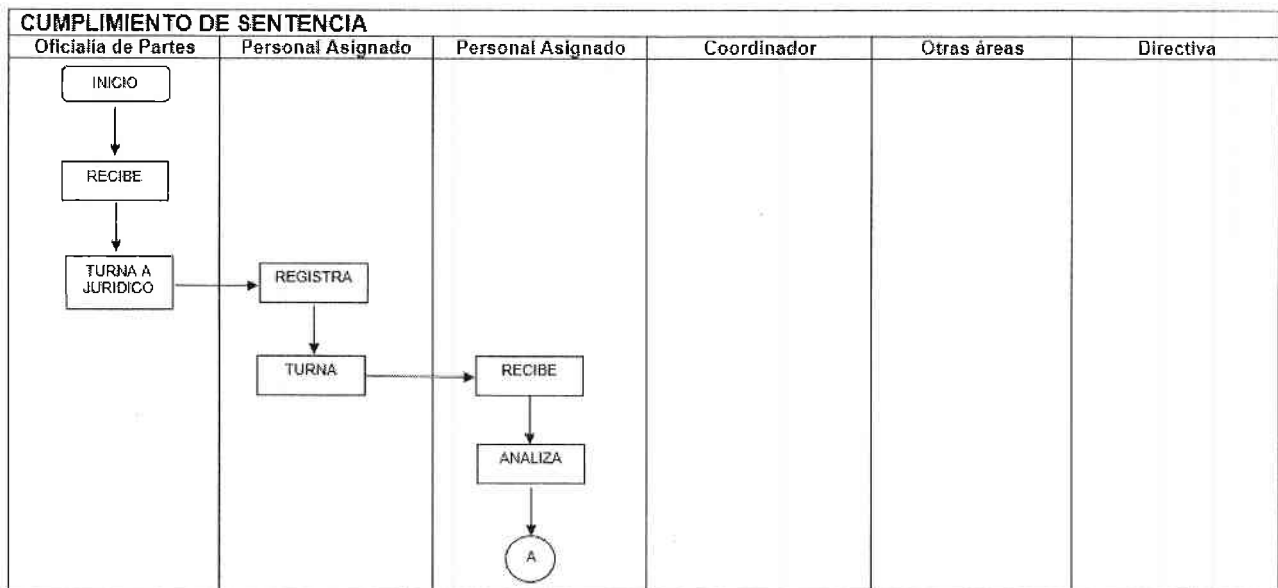 CUMPLIMIENTO DE SENTENCIA
Oficialía de Partes
Personal Asignado
Personal Asignado
Coordinador
Otras áreas
Directiva
INICIO
RECIBE
TURNA A
JURIDICO
REGISTRA
TURNA
RECIBE
ANALIZA
A